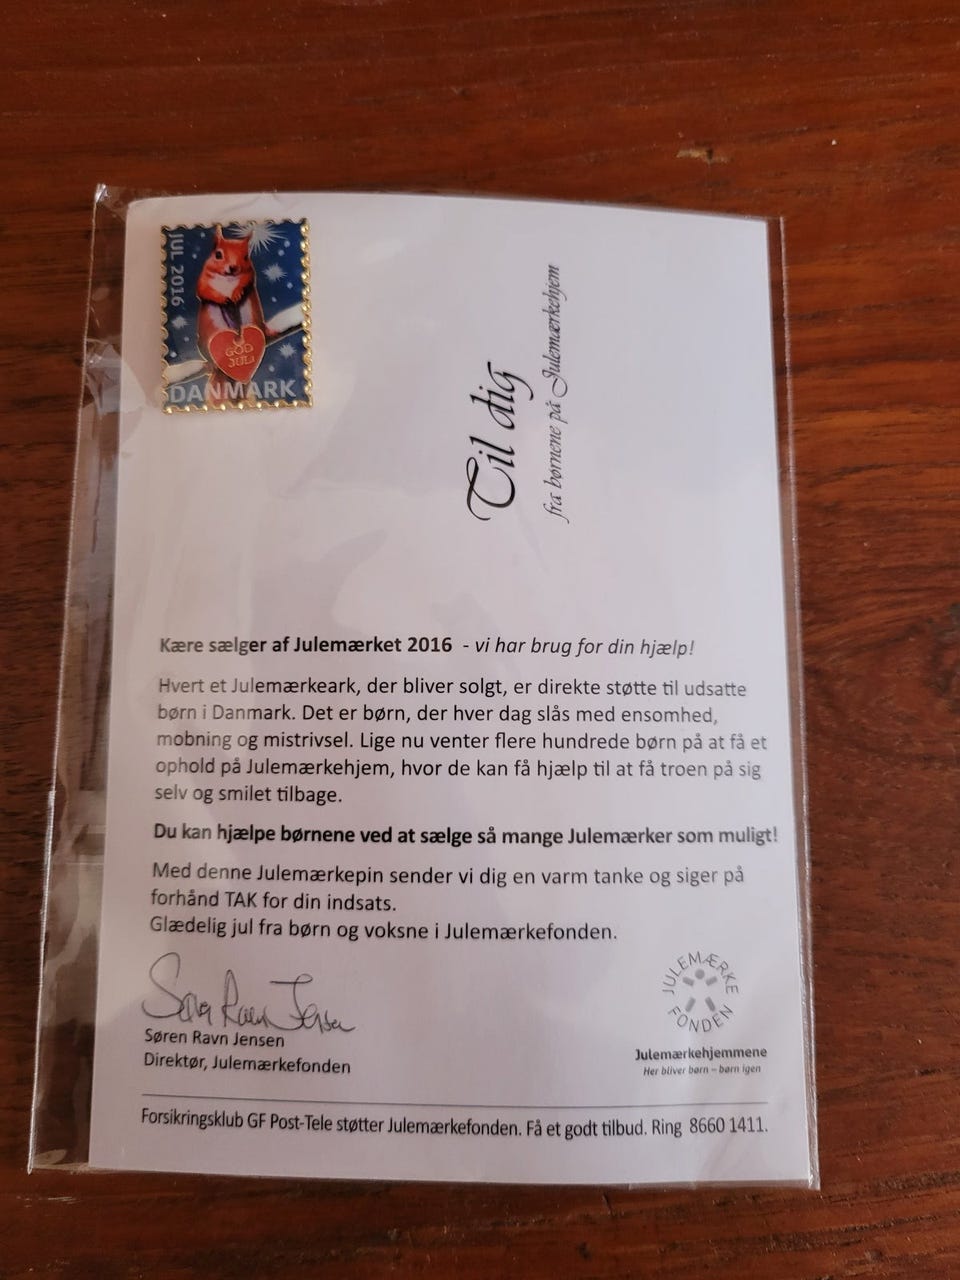 JUL 2016
GOD
JUL!
DANMARK
Til dig
fra børnene på Julemærkehjem
Kære sælger af Julemærket 2016 - vi har brug for din hjælp!
Hvert et Julemærkeark, der bliver solgt, er direkte støtte til udsatte
børn i Danmark. Det er børn, der hver dag slås med ensomhed,
mobning og mistrivsel. Lige nu venter flere hundrede børn på at få et
ophold på Julemærkehjem, hvor de kan få hjælp til at få troen på sig
selv og smilet tilbage.
Du kan hjælpe børnene ved at sælge så mange Julemærker som muligt!
Med denne Julemærkepin sender vi dig en varm tanke og siger på
forhånd TAK for din indsats.
Glædelig jul fra børn og voksne i Julemærkefonden.
Søren Ravn Jensen
Søren Ravn Jensen
Direktør, Julemærkefonden
JULEMÆRKE
FONDEN
Julemærkehjemmene
Her bliver børn – børn igen
Forsikringsklub GF Post-Tele støtter Julemærkefonden. Få et godt tilbud. Ring 8660 1411.